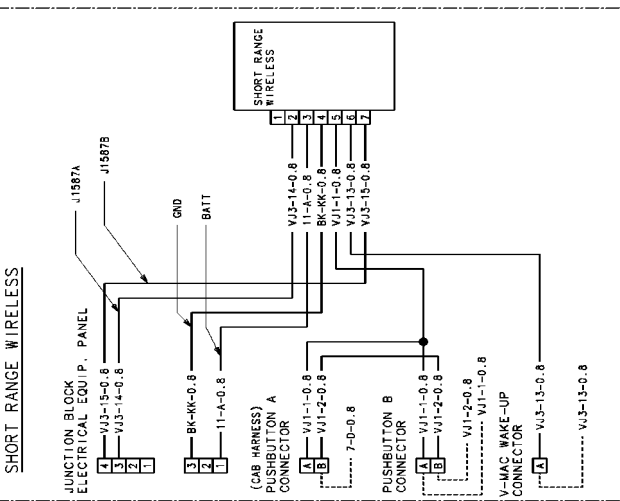 SHORT RANGE WIRELESS
JUNCTION BLOCK
ELECTRICAL EQUIP. PANEL
4
3
2
1
VJ3-15-0.8
VJ3-14-0.8
J1587A
J1587B
3
2
1
BK-KK-0.8
11-A-0.8
GND
BATT
(CAB HARNESS)
PUSHBUTTON A
CONNECTOR
A
B
VJ1-1-0.8
VJ1-2-0.8
7-D-0.8
PUSHBUTTON B
CONNECTOR
A
B
VJ1-1-0.8
VJ1-2-0.8
VJ1-2-0.8
VJ1-1-0.8
V-MAC WAKE-UP
CONNECTOR
A
VJ3-13-0.8
VJ3-13-0.8
SHORT RANGE
WIRELESS
1
2
3
4
5
6
7
VJ3-14-0.8
11-A-0.8
BK-KK-0.8
VJ1-1-0.8
VJ3-13-0.8
VJ3-15-0.8